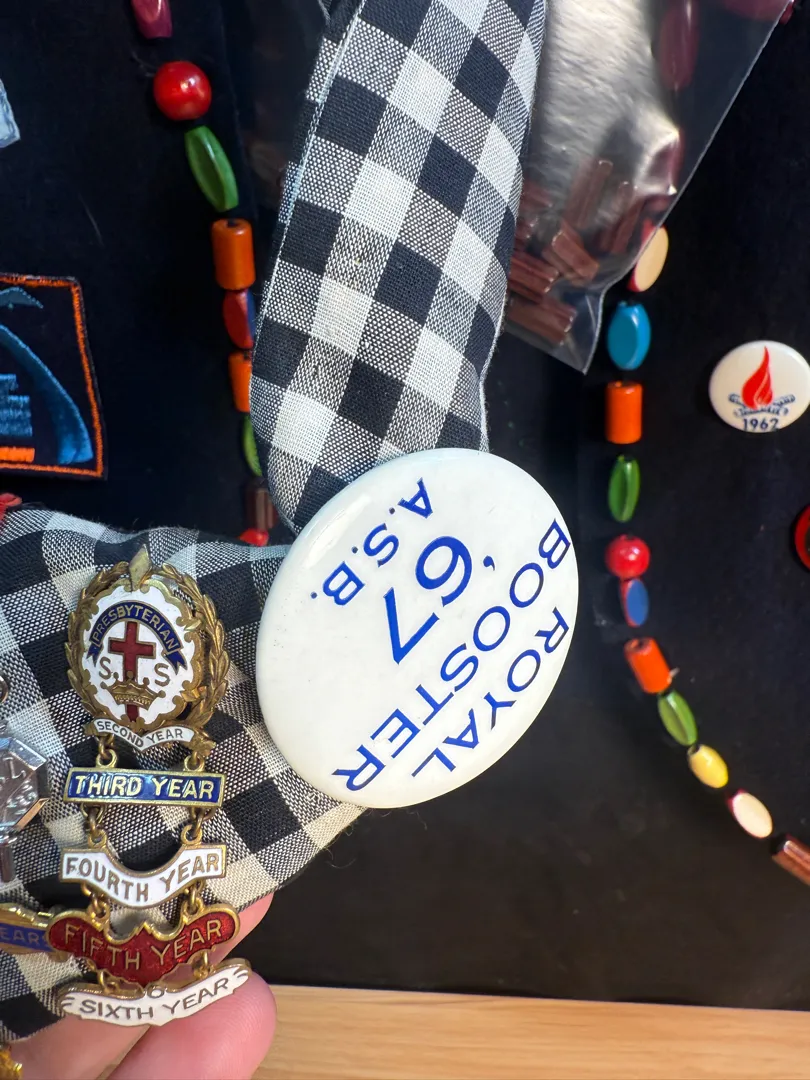 ROYAL
BOOSTER
'67
A.S.B.
1962
PRESBYTERIAN
S S
SECOND YEAR
THIRD YEAR
FOURTH YEAR
FIFTH YEAR
SIXTH YEAR